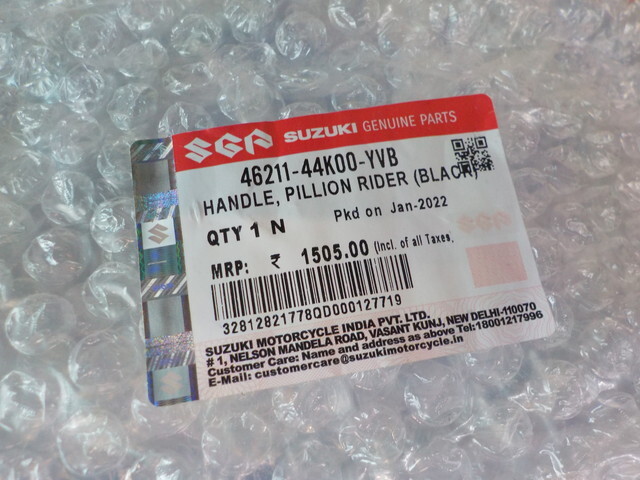 SGP SUZUKI GENUINE PARTS
46211-44K00-YVB
HANDLE, PILLION RIDER (BLACK)
Pkd on Jan-2022
QTY 1 N
MRP: ₹ 1505.00 (Incl. of all Taxes)
32812821778QD000127719
SUZUKI MOTORCYCLE INDIA PVT. LTD.
# 1, NELSON MANDELA ROAD, VASANT KUNJ, NEW DELHI-110070
Customer Care: Name and address as above Tel:18001217996
E-Mail: customercare@suzukimotorcycle.in